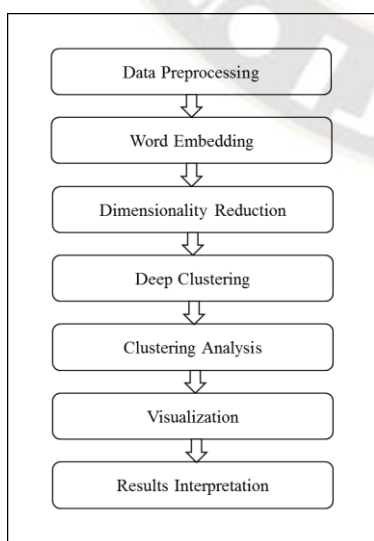 Data Preprocessing
Word Embedding
Dimensionality Reduction
Deep Clustering
Clustering Analysis
Visualization
Results Interpretation